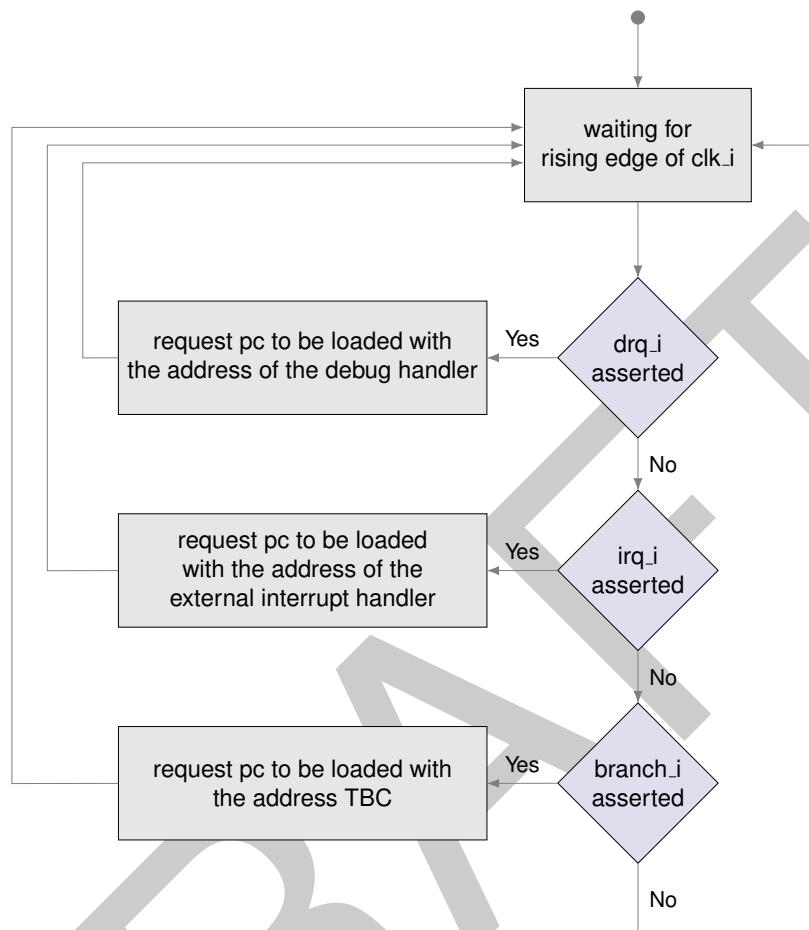 waiting for
rising edge of clk_i
request pc to be loaded with
the address of the debug handler
Yes
drq_i
asserted
No
request pc to be loaded
with the address of the
external interrupt handler
Yes
irq_i
asserted
No
request pc to be loaded with
the address TBC
Yes
branch_i
asserted
No